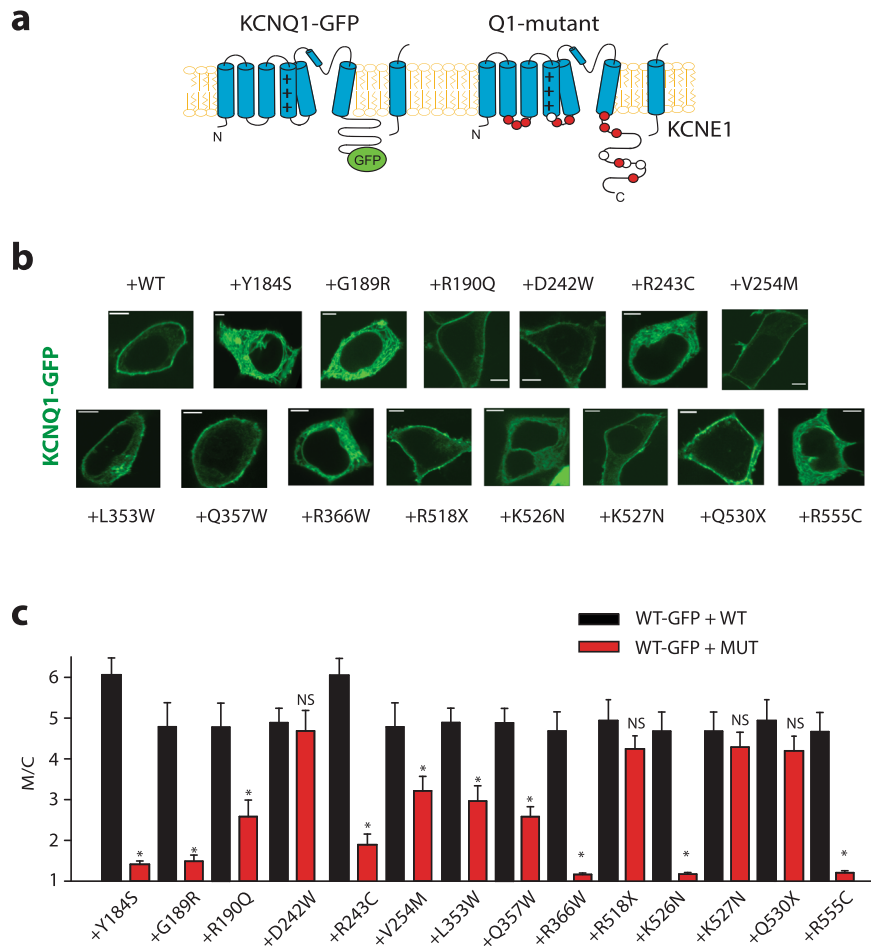 a
KCNQ1-GFP Q1-mutant
+ +
+ +
+ +
N N KCNE1
GFP
C
b
+WT +Y184S +G189R +R190Q +D242W +R243C +V254M
KCNQ1-GFP
+L353W +Q357W +R366W +R518X +K526N +K527N +Q530X +R555C
c
WT-GFP + WT
WT-GFP + MUT
M/C
6
5
4
3
2
1
* * * NS * * * * * NS * NS NS *
+Y184S +G189R +R190Q +D242W +R243C +V254M +L353W +Q357W +R366W +R518X +K526N +K527N +Q530X +R555C